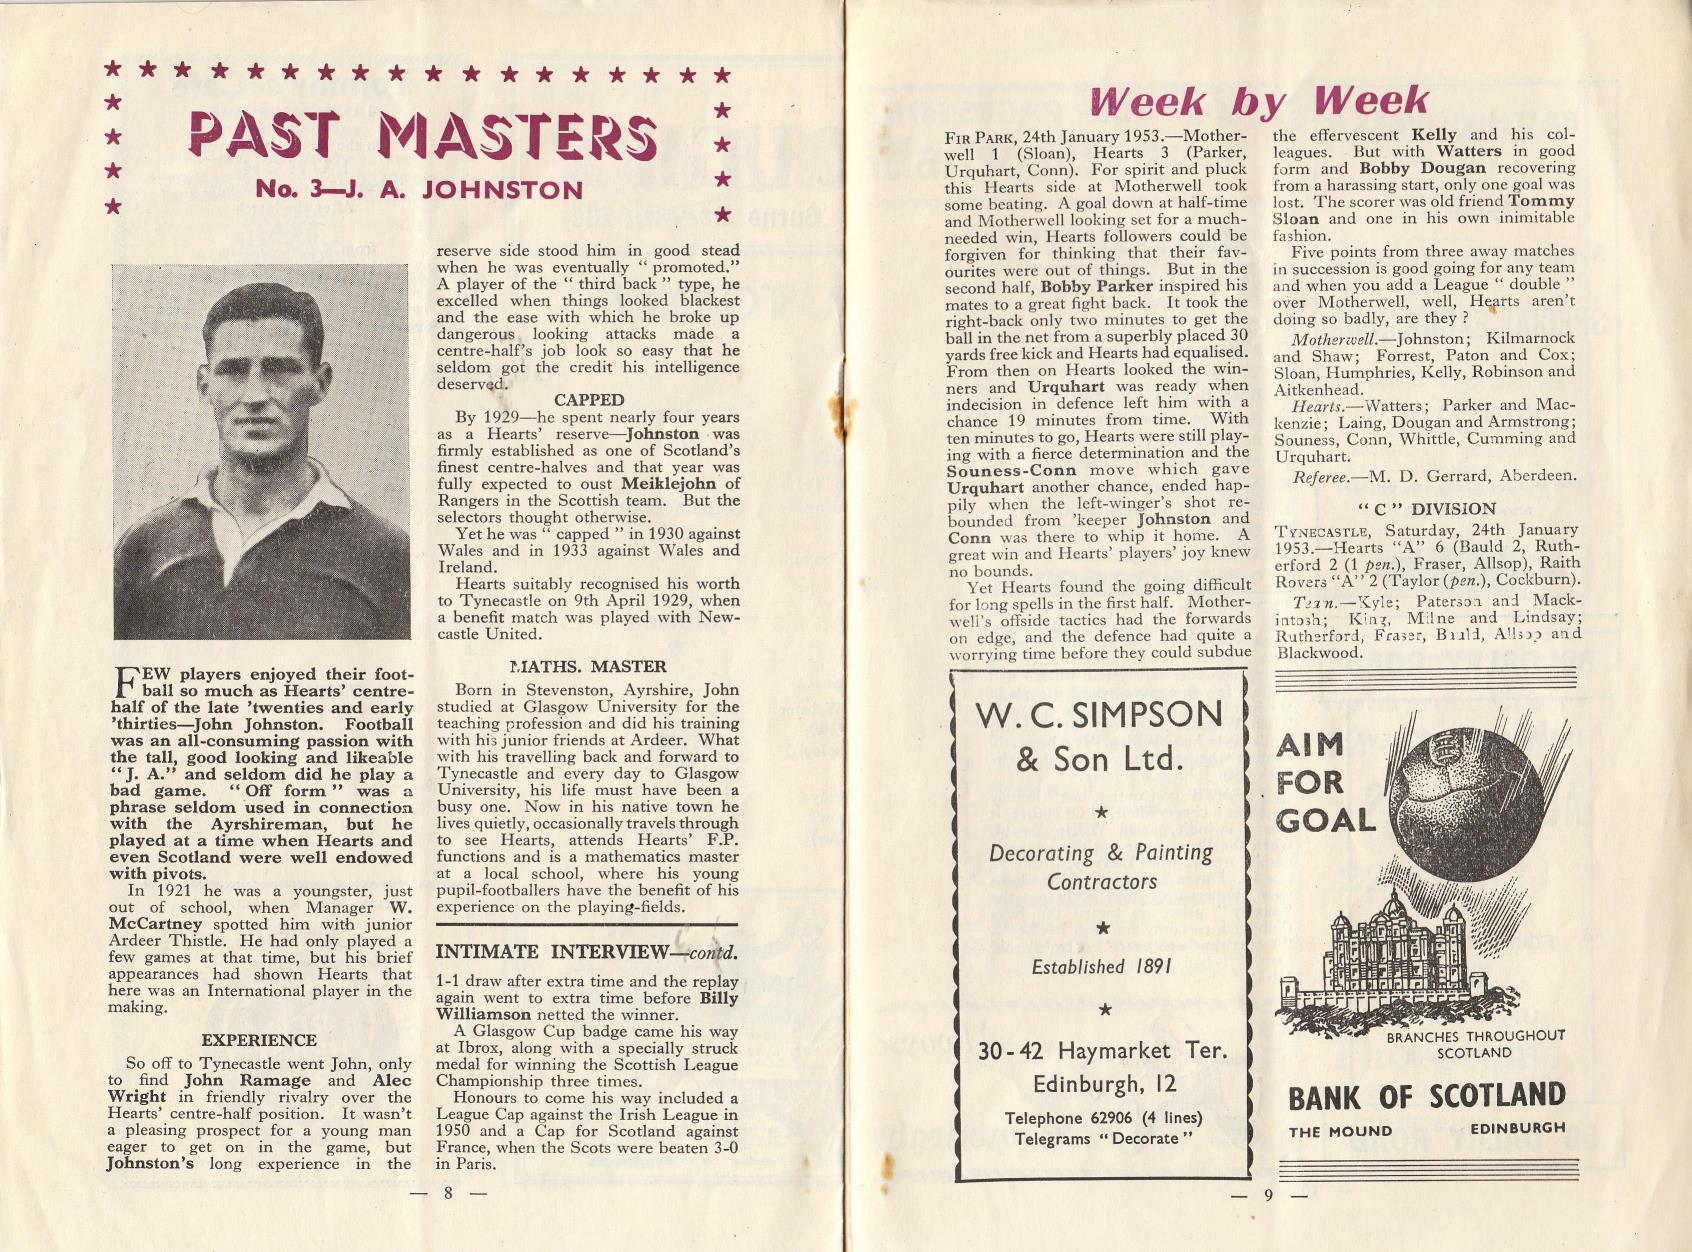 PAST MASTERS
No. 3—J. A. JOHNSTON
FEW players enjoyed their foot-
ball so much as Hearts' centre-
half of the late 'twenties and early
'thirties—John Johnston. Football
was an all-consuming passion with
the tall, good looking and likeable
“J. A.” and seldom did he play a
bad game. “Off form” was a
phrase seldom used in connection
with the Ayrshireman, but he
played at a time when Hearts and
even Scotland were well endowed
with pivots.
In 1921 he was a youngster, just
out of school, when Manager W.
McCartney spotted him with junior
Ardeer Thistle. He had only played a
few games at that time, but his brief
appearances had shown Hearts that
here was an International player in the
making.
EXPERIENCE
So off to Tynecastle went John, only
to find John Ramage and Alec
Wright in friendly rivalry over the
Hearts' centre-half position. It wasn't
a pleasing prospect for a young man
eager to get on in the game, but
Johnston's long experience in the
reserve side stood him in good stead
when he was eventually “promoted.”
A player of the “third back” type, he
excelled when things looked blackest
and the ease with which he broke up
dangerous looking attacks made a
centre-half's job look so easy that he
seldom got the credit his intelligence
deserved.
CAPPED
By 1929—he spent nearly four years
as a Hearts' reserve—Johnston was
firmly established as one of Scotland's
finest centre-halves and that year was
fully expected to oust Meiklejohn of
Rangers in the Scottish team. But the
selectors thought otherwise.
Yet he was “capped” in 1930 against
Wales and in 1933 against Wales and
Ireland.
Hearts suitably recognised his worth
to Tynecastle on 9th April 1929, when
a benefit match was played with New-
castle United.
MATHS. MASTER
Born in Stevenston, Ayrshire, John
studied at Glasgow University for the
teaching profession and did his training
with his junior friends at Ardeer. What
with his travelling back and forward to
Tynecastle and every day to Glasgow
University, his life must have been a
busy one. Now in his native town he
lives quietly, occasionally travels through
to see Hearts, attends Hearts' F.P.
functions and is a mathematics master
at a local school, where his young
pupil-footballers have the benefit of his
experience on the playing-fields.
INTIMATE INTERVIEW—contd.
1-1 draw after extra time and the replay
again went to extra time before Billy
Williamson netted the winner.
A Glasgow Cup badge came his way
at Ibrox, along with a specially struck
medal for winning the Scottish League
Championship three times.
Honours to come his way included a
League Cap against the Irish League in
1950 and a Cap for Scotland against
France, when the Scots were beaten 3-0
in Paris.
— 8 —
Week by Week
FIR PARK, 24th January 1953.—Mother-
well 1 (Sloan), Hearts 3 (Parker,
Urquhart, Conn). For spirit and pluck
this Hearts side at Motherwell took
some beating. A goal down at half-time
and Motherwell looking set for a much-
needed win, Hearts followers could be
forgiven for thinking that their fav-
ourites were out of things. But in the
second half, Bobby Parker inspired his
mates to a great fight back. It took the
right-back only two minutes to get the
ball in the net from a superbly placed 30
yards free kick and Hearts had equalised.
From then on Hearts looked the win-
ners and Urquhart was ready when
indecision in defence left him with a
chance 19 minutes from time. With
ten minutes to go, Hearts were still play-
ing with a fierce determination and the
Souness-Conn move which gave
Urquhart another chance, ended hap-
pily when the left-winger's shot re-
bounded from 'keeper Johnston and
Conn was there to whip it home. A
great win and Hearts' players' joy knew
no bounds.
Yet Hearts found the going difficult
for long spells in the first half. Mother-
well's offside tactics had the forwards
on edge, and the defence had quite a
worrying time before they could subdue
the effervescent Kelly and his col-
leagues. But with Watters in good
form and Bobby Dougan recovering
from a harassing start, only one goal was
lost. The scorer was old friend Tommy
Sloan and one in his own inimitable
fashion.
Five points from three away matches
in succession is good going for any team
and when you add a League “double”
over Motherwell, well, Hearts aren't
doing so badly, are they ?
Motherwell.—Johnston; Kilmarnock
and Shaw; Forrest, Paton and Cox;
Sloan, Humphries, Kelly, Robinson and
Aitkenhead.
Hearts.—Watters; Parker and Mac-
kenzie; Laing, Dougan and Armstrong;
Souness, Conn, Whittle, Cumming and
Urquhart.
Referee.—M. D. Gerrard, Aberdeen.
“C” DIVISION
TYNECASTLE, Saturday, 24th January
1953.—Hearts “A” 6 (Bauld 2, Ruth-
erford 2 (1 pen.), Fraser, Allsop), Raith
Rovers “A” 2 (Taylor (pen.), Cockburn).
Team.—Kyle; Paterson and Mack-
intosh; King, Milne and Lindsay;
Rutherford, Fraser, Bauld, Allsop and
Blackwood.
W. C. SIMPSON
& Son Ltd.
Decorating & Painting
Contractors
Established 1891
30-42 Haymarket Ter.
Edinburgh, 12
Telephone 62906 (4 lines)
Telegrams “Decorate”
AIM
FOR
GOAL
BRANCHES THROUGHOUT
SCOTLAND
BANK OF SCOTLAND
THE MOUND EDINBURGH
— 9 —